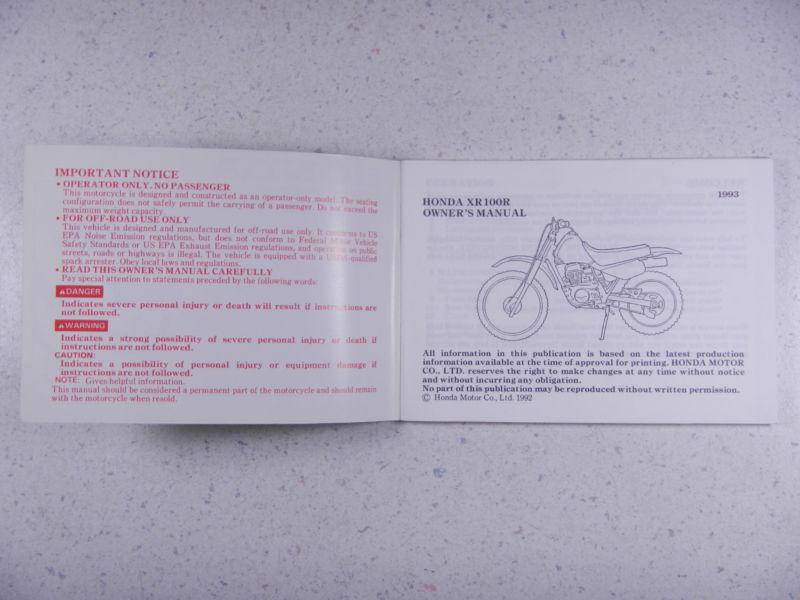 IMPORTANT NOTICE
• OPERATOR ONLY. NO PASSENGER
This motorcycle is designed and constructed as an operator-only model. The seating
configuration does not safely permit the carrying of a passenger. Do not exceed the
maximum weight capacity.
• FOR OFF-ROAD USE ONLY
This vehicle is designed and manufactured for off-road use only. It conforms to US
EPA Noise Emission regulations, but does not conform to Federal Motor Vehicle
Safety Standards or US EPA Exhaust Emission regulations, and operation on public
streets, roads or highways is illegal. The vehicle is equipped with a USDA-qualified
spark arrester. Obey local laws and regulations.
• READ THIS OWNER'S MANUAL CAREFULLY
Pay special attention to statements preceded by the following words:
⚠DANGER
Indicates severe personal injury or death will result if instructions are
not followed.
⚠WARNING
Indicates a strong possibility of severe personal injury or death if
instructions are not followed.
CAUTION:
Indicates a possibility of personal injury or equipment damage if
instructions are not followed.
NOTE: Gives helpful information.
This manual should be considered a permanent part of the motorcycle and should remain
with the motorcycle when resold.
1993
HONDA XR100R
OWNER'S MANUAL
All information in this publication is based on the latest production
information available at the time of approval for printing. HONDA MOTOR
CO., LTD. reserves the right to make changes at any time without notice
and without incurring any obligation.
No part of this publication may be reproduced without written permission.
© Honda Motor Co., Ltd. 1992